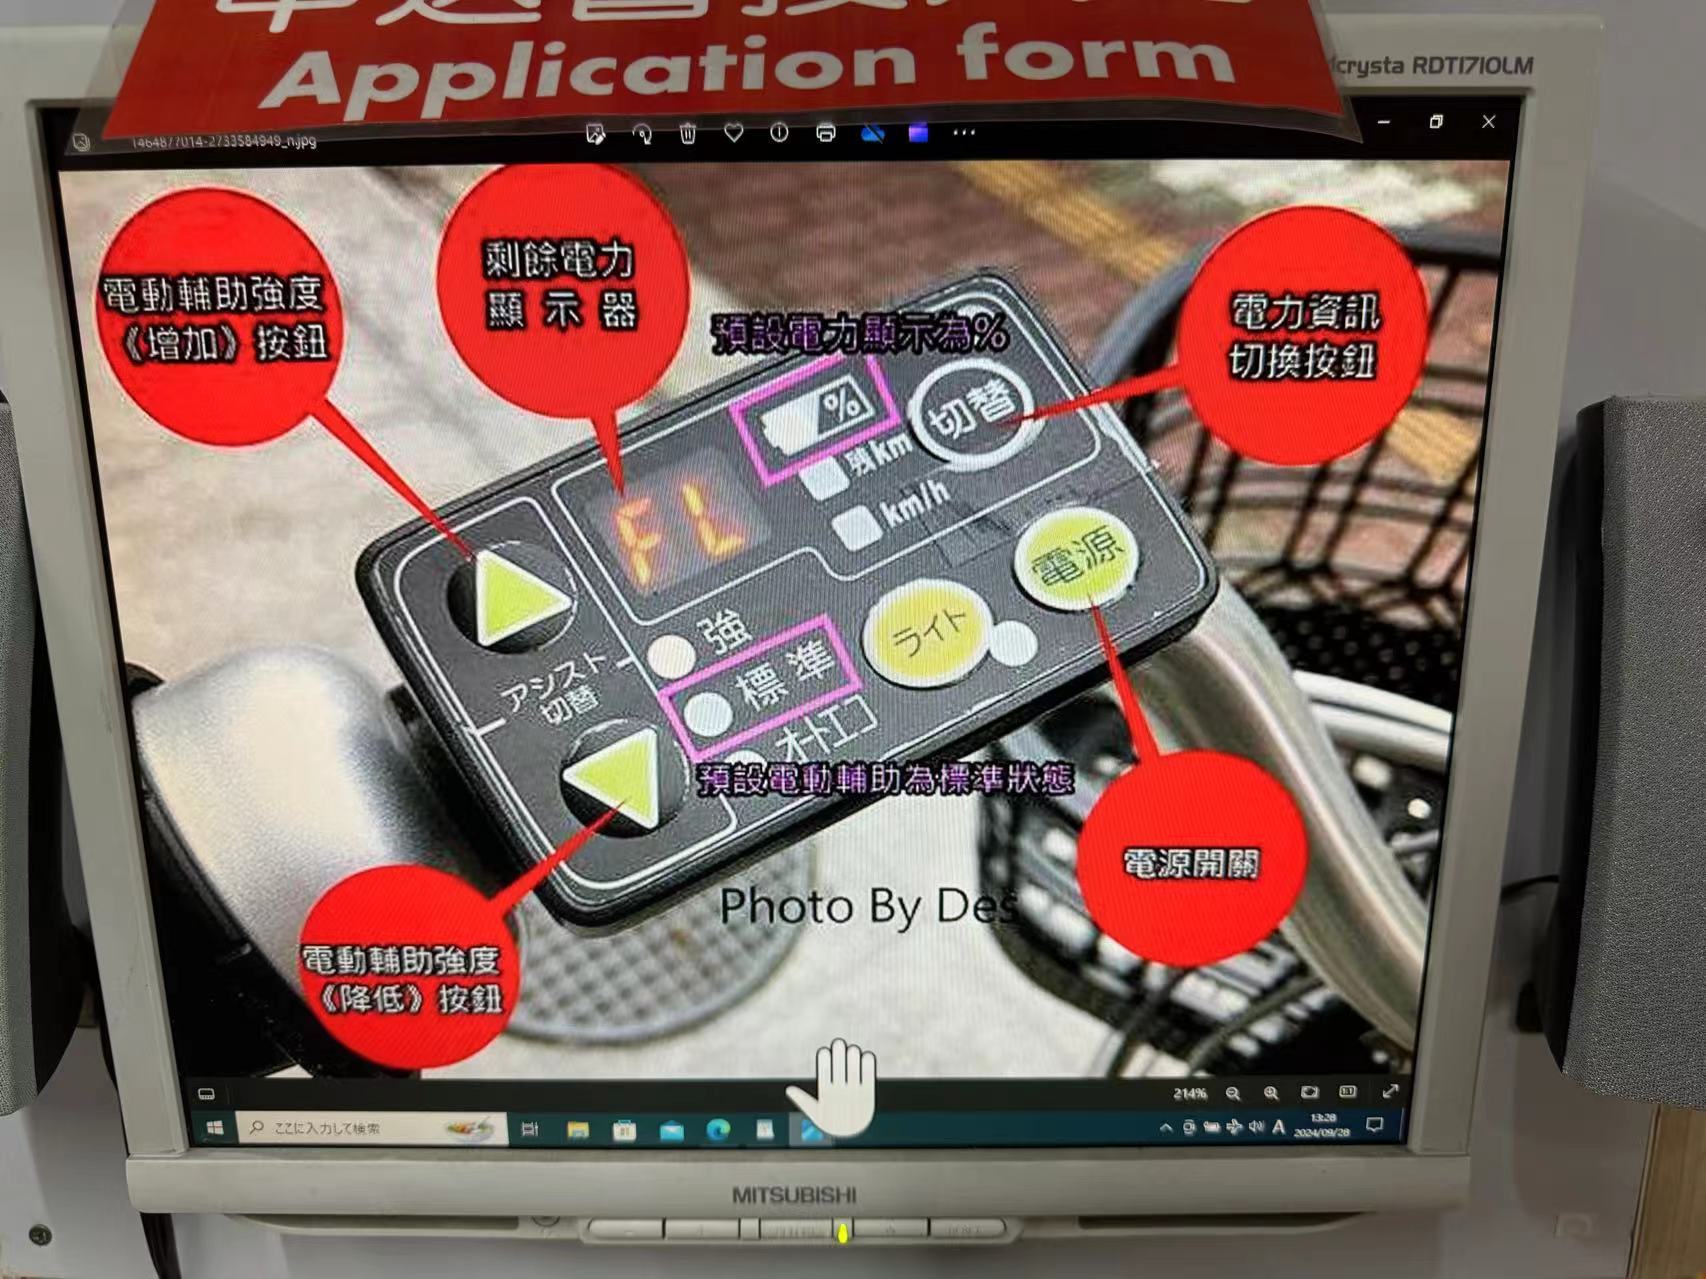 Application form
RDT1710LM
1464877014-2733584949_n.jpg
電動輔助強度
《增加》按鈕
剩餘電力
顯示器
預設電力顯示為%
電力資訊
切換按鈕
%
切替
残km
km/h
FL
電源
ライト
強
標準
オートエコ
アシスト
切替
預設電動輔助為標準狀態
電源開關
Photo By Des
電動輔助強度
《降低》按鈕
214%
ここに入力して検索
A
13:28
2024/09/28
MITSUBISHI